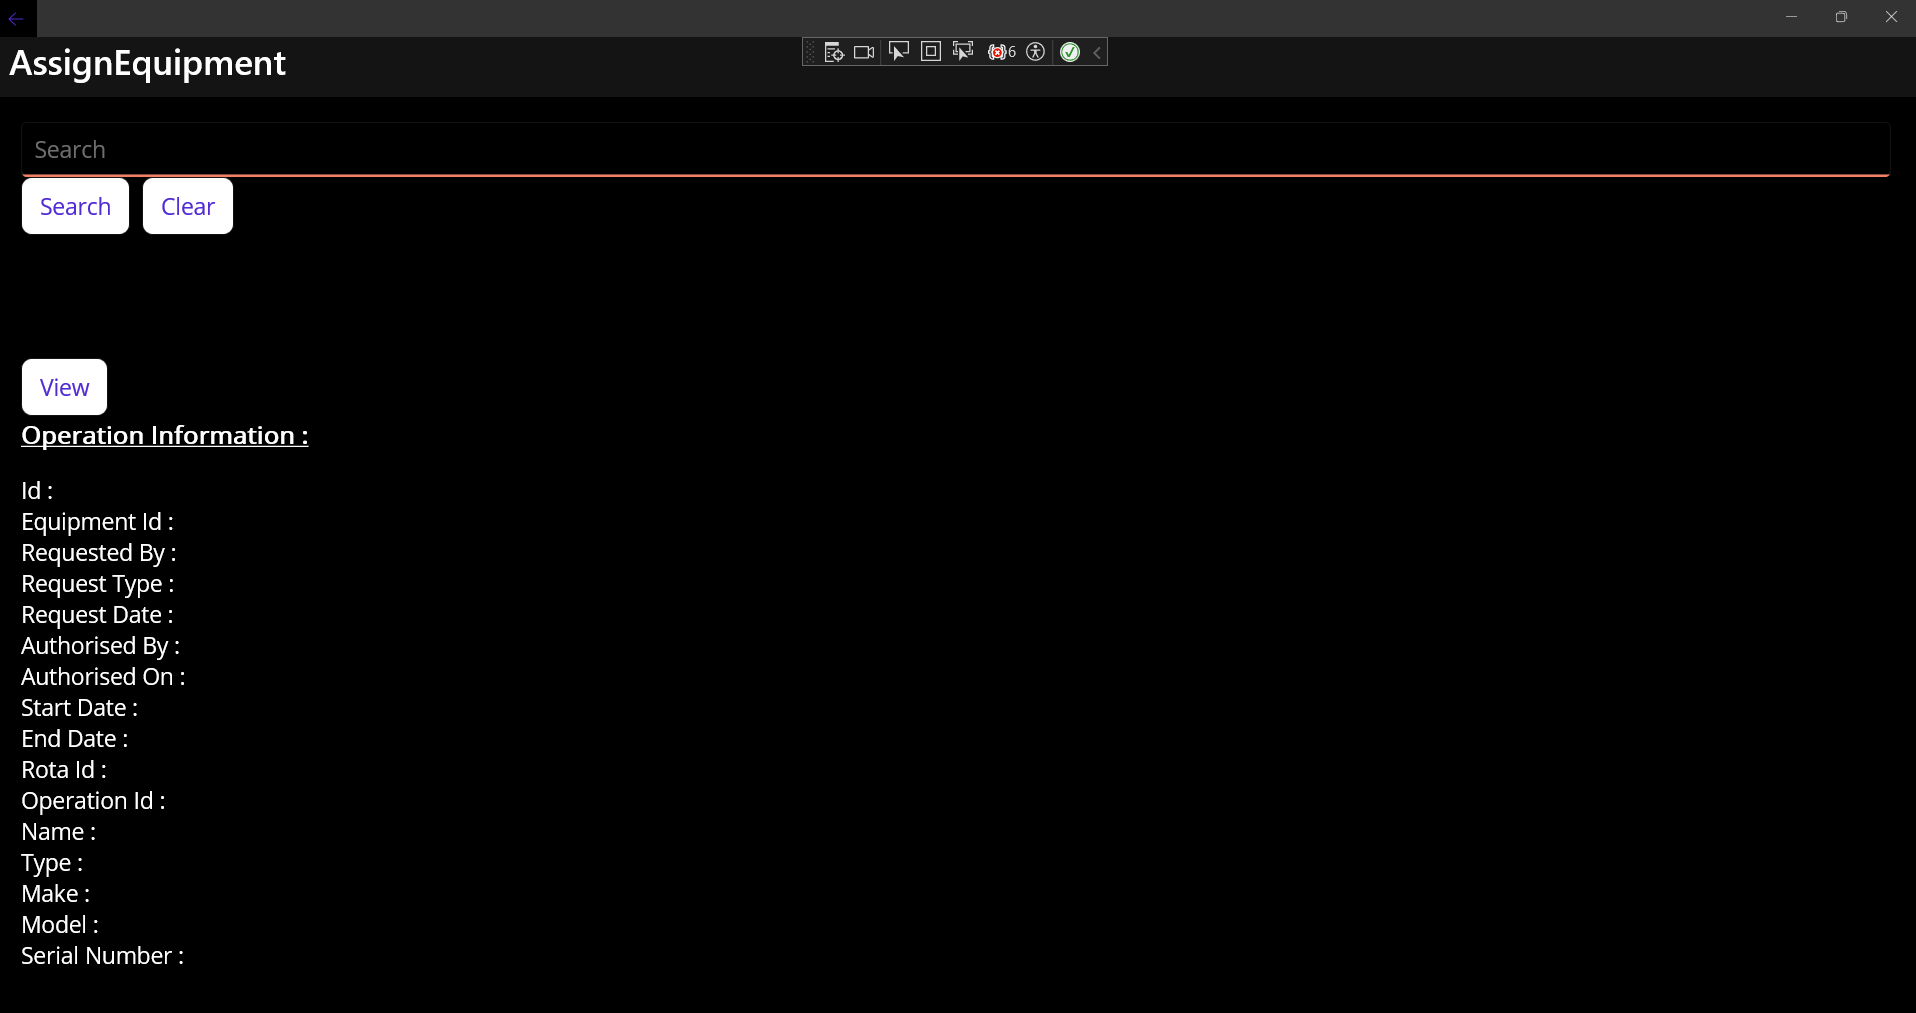 AssignEquipment
6
Search
Search Clear
View
Operation Information :
Id :
Equipment Id :
Requested By :
Request Type :
Request Date :
Authorised By :
Authorised On :
Start Date :
End Date :
Rota Id :
Operation Id :
Name :
Type :
Make :
Model :
Serial Number :